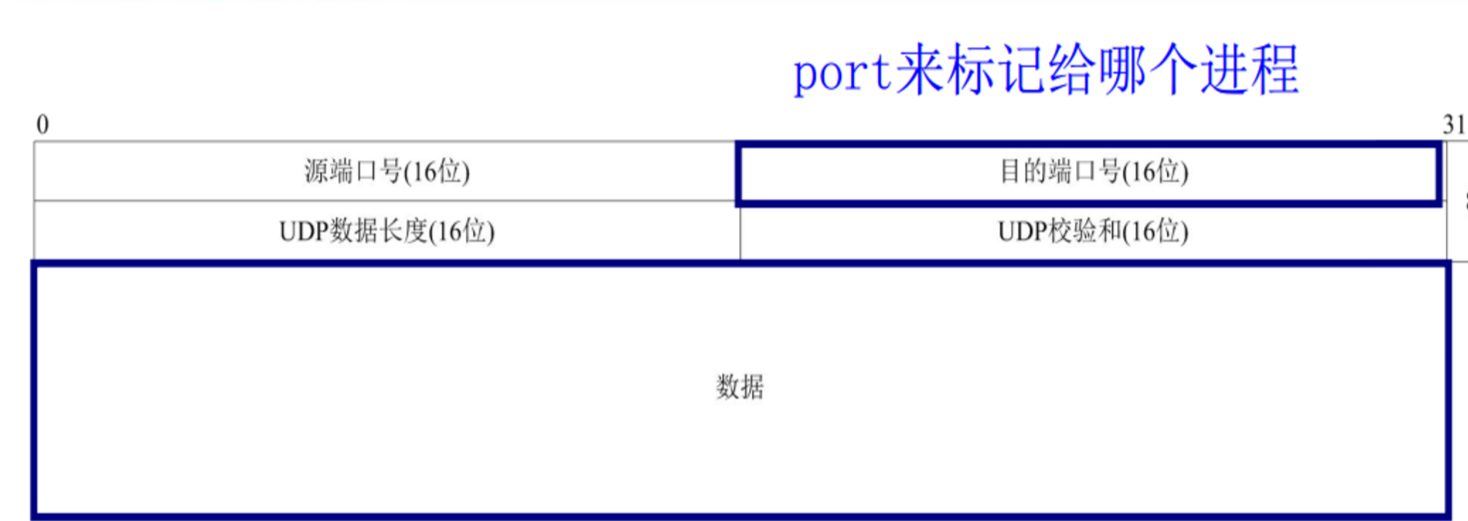 port来标记给哪个进程
0 31
源端口号(16位) 目的端口号(16位)
UDP数据长度(16位) UDP校验和(16位)
数据